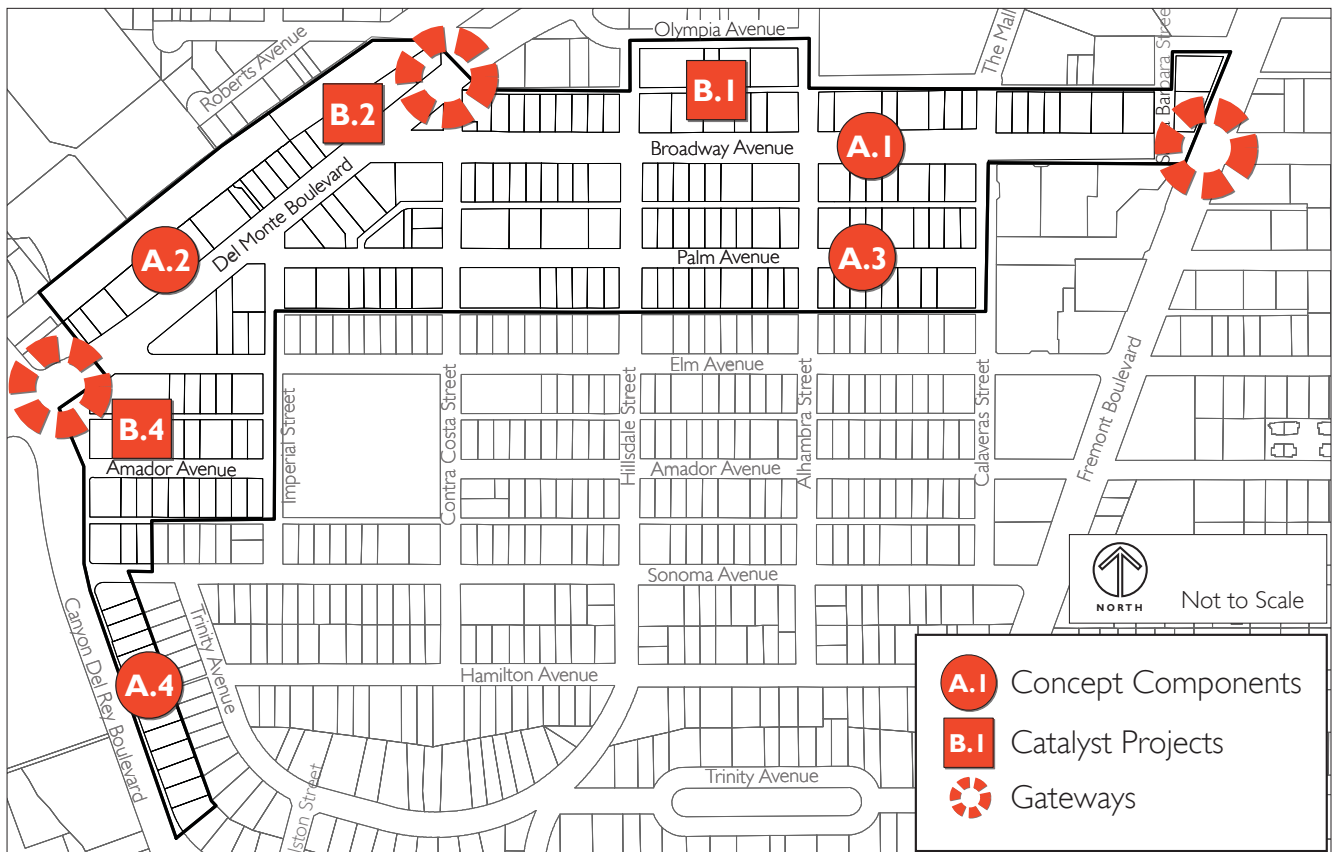 Olympia Avenue
The Mall
Barbara Street
Roberts Avenue
B.1
B.2
Broadway Avenue
A.1
Del Monte Boulevard
A.2
Palm Avenue
A.3
Elm Avenue
Imperial Street
Contra Costa Street
Hillsdale Street
Alhambra Street
Calaveras Street
Fremont Boulevard
B.4
Amador Avenue
Amador Avenue
Sonoma Avenue
NORTH
Not to Scale
Canyon Del Rey Boulevard
Trinity Avenue
A.4
Hamilton Avenue
Trinity Avenue
A.1 Concept Components
B.1 Catalyst Projects
Gateways
Street